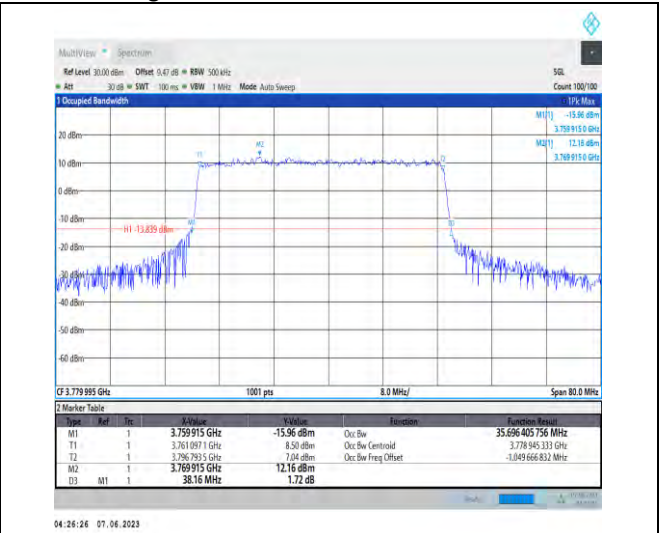 MultiView Spectrum
Ref Level 30.00 dBm Offset 9.47 dB RBW 500 kHz SGL
Att 30 dB SWT 100 ms VBW 1 MHz Mode Auto Sweep Count 100/100
1 Occupied Bandwidth 1Pk Max
M1[1] -15.96 dBm
3.759 915 0 GHz
M2[1] 12.16 dBm
3.769 915 0 GHz
20 dBm
M2
T1
T2
10 dBm
0 dBm
-10 dBm
M1
D3
H1 -13.839 dBm
-20 dBm
-30 dBm
-40 dBm
-50 dBm
-60 dBm
CF 3.779 995 GHz 1001 pts 8.0 MHz/ Span 80.0 MHz
2 Marker Table
Type Ref Trc X-Value Y-Value Function Function Result
M1 1 3.759 915 GHz -15.96 dBm Occ Bw 35.696 405 756 MHz
T1 1 3.761 097 1 GHz 8.50 dBm Occ Bw Centroid 3.778 945 333 GHz
T2 1 3.796 793 5 GHz 7.04 dBm Occ Bw Freq Offset -1.049 666 832 MHz
M2 1 3.769 915 GHz 12.16 dBm
D3 M1 1 38.16 MHz 1.72 dB
04:26:26 07.06.2023